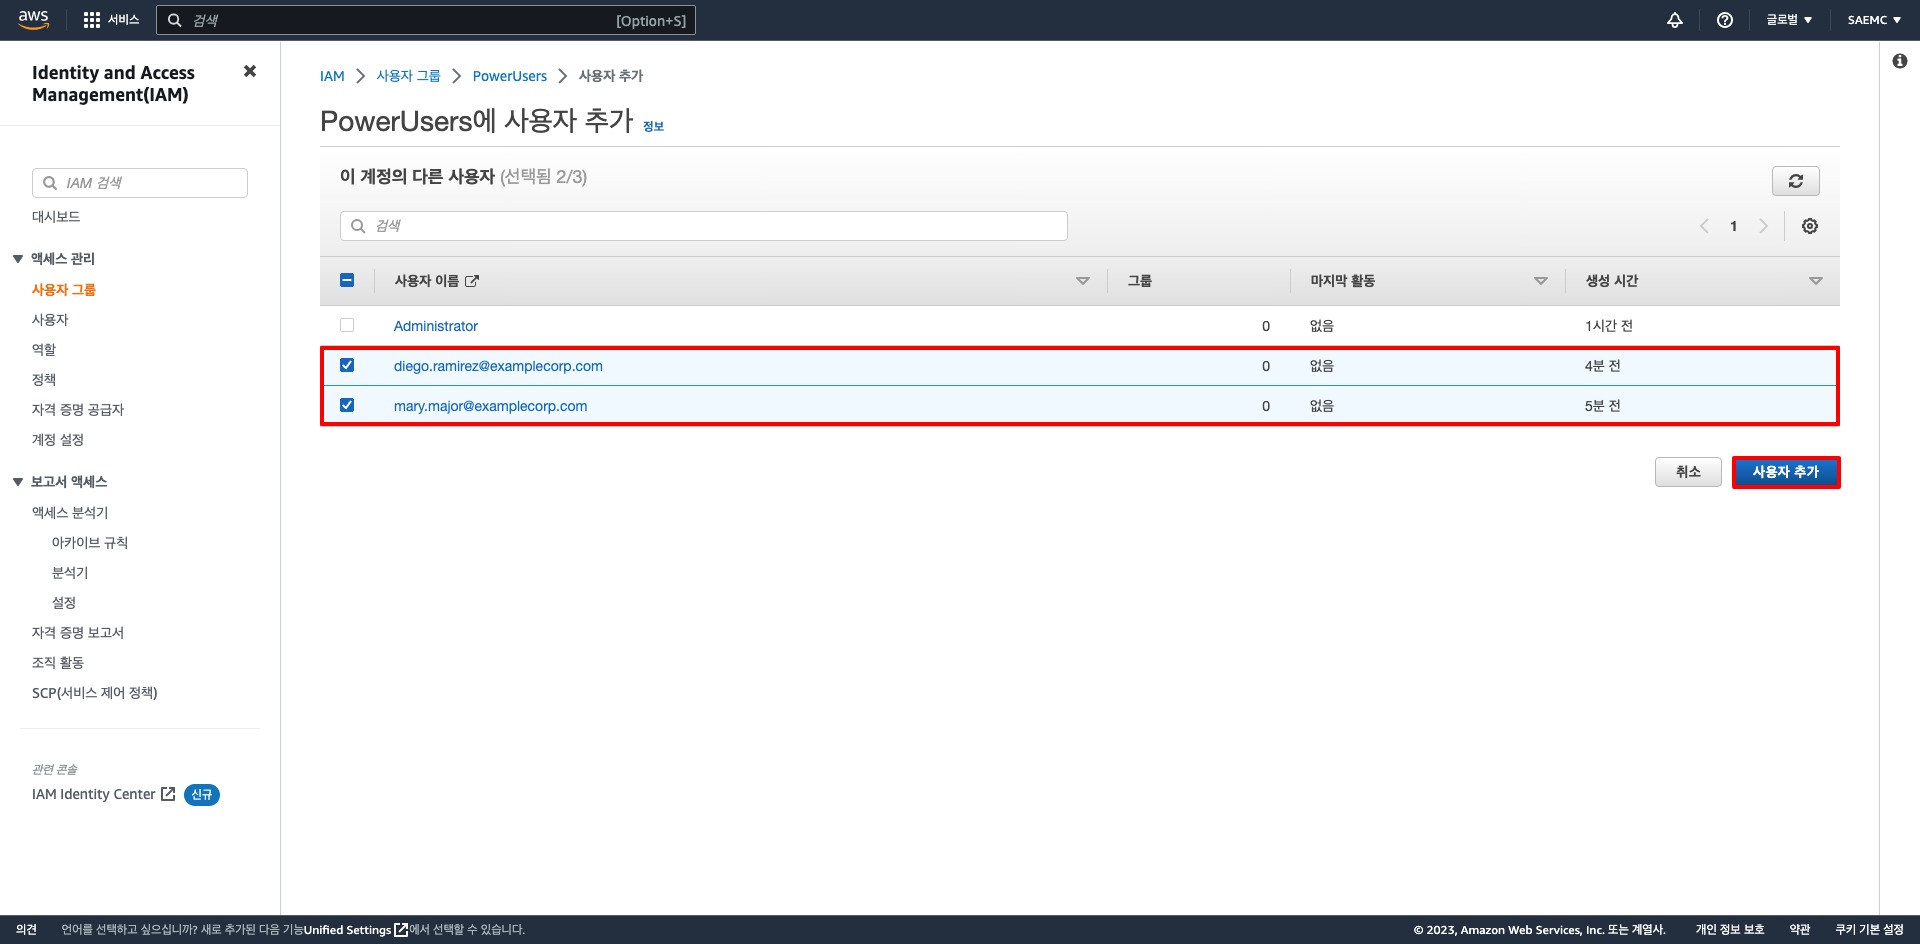 aws
서비스
검색
[Option+S]
글로벌
SAEMC
Identity and Access
Management(IAM)
IAM 검색
대시보드
액세스 관리
사용자 그룹
사용자
역할
정책
자격 증명 공급자
계정 설정
보고서 액세스
액세스 분석기
아카이브 규칙
분석기
설정
자격 증명 보고서
조직 활동
SCP(서비스 제어 정책)
관련 콘솔
IAM Identity Center 신규
IAM > 사용자 그룹 > PowerUsers > 사용자 추가
PowerUsers에 사용자 추가 정보
이 계정의 다른 사용자 (선택됨 2/3)
검색
1
사용자 이름 그룹 마지막 활동 생성 시간
Administrator 0 없음 1시간 전
diego.ramirez@examplecorp.com 0 없음 4분 전
mary.major@examplecorp.com 0 없음 5분 전
취소 사용자 추가
의견 언어를 선택하고 싶으십니까? 새로 추가된 다음 기능Unified Settings에서 선택할 수 있습니다. © 2023, Amazon Web Services, Inc. 또는 계열사. 개인 정보 보호 약관 쿠키 기본 설정